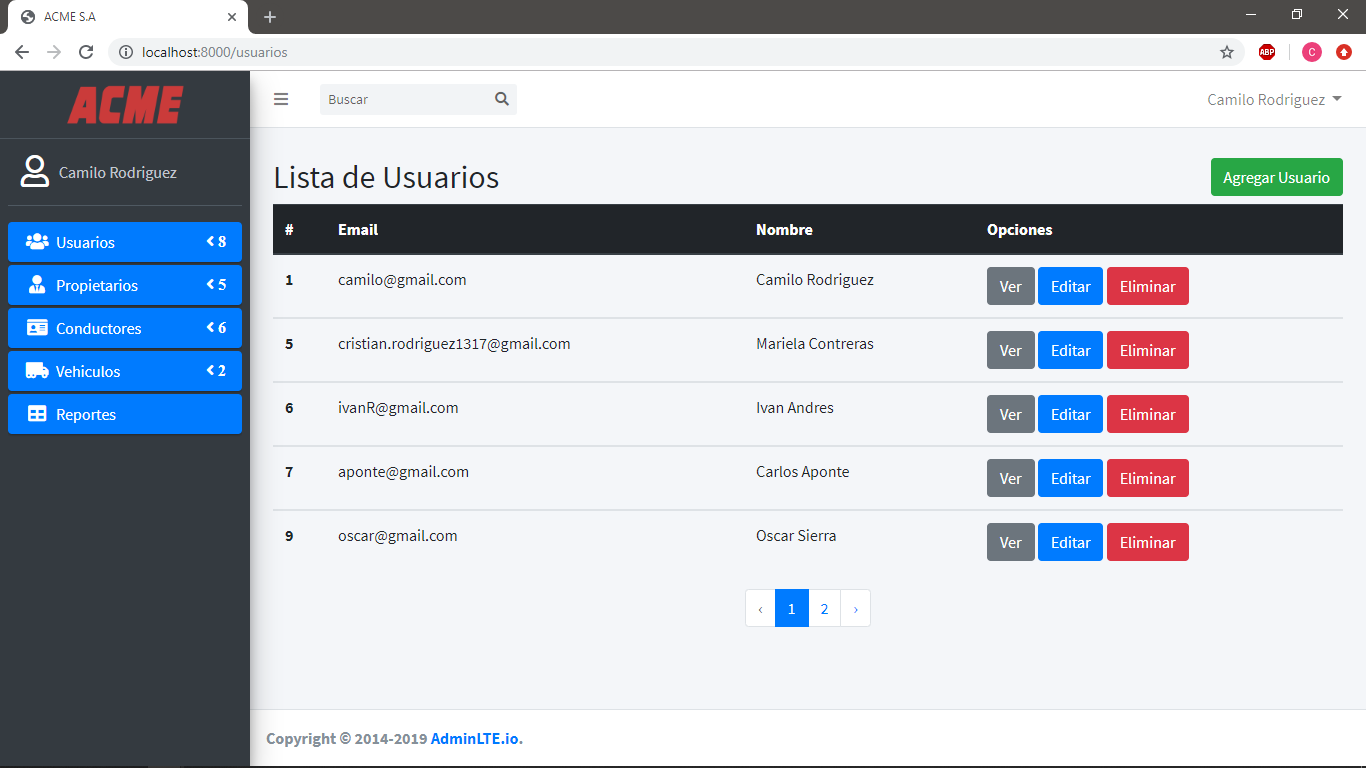 ACME S.A
localhost:8000/usuarios
ABP
C
ACME
Buscar
Camilo Rodriguez
Camilo Rodriguez
Usuarios 8
Propietarios 5
Conductores 6
Vehiculos 2
Reportes
Lista de Usuarios
Agregar Usuario
# Email Nombre Opciones
1 camilo@gmail.com Camilo Rodriguez Ver Editar Eliminar
5 cristian.rodriguez1317@gmail.com Mariela Contreras Ver Editar Eliminar
6 ivanR@gmail.com Ivan Andres Ver Editar Eliminar
7 aponte@gmail.com Carlos Aponte Ver Editar Eliminar
9 oscar@gmail.com Oscar Sierra Ver Editar Eliminar
‹ 1 2 ›
Copyright © 2014-2019 AdminLTE.io.